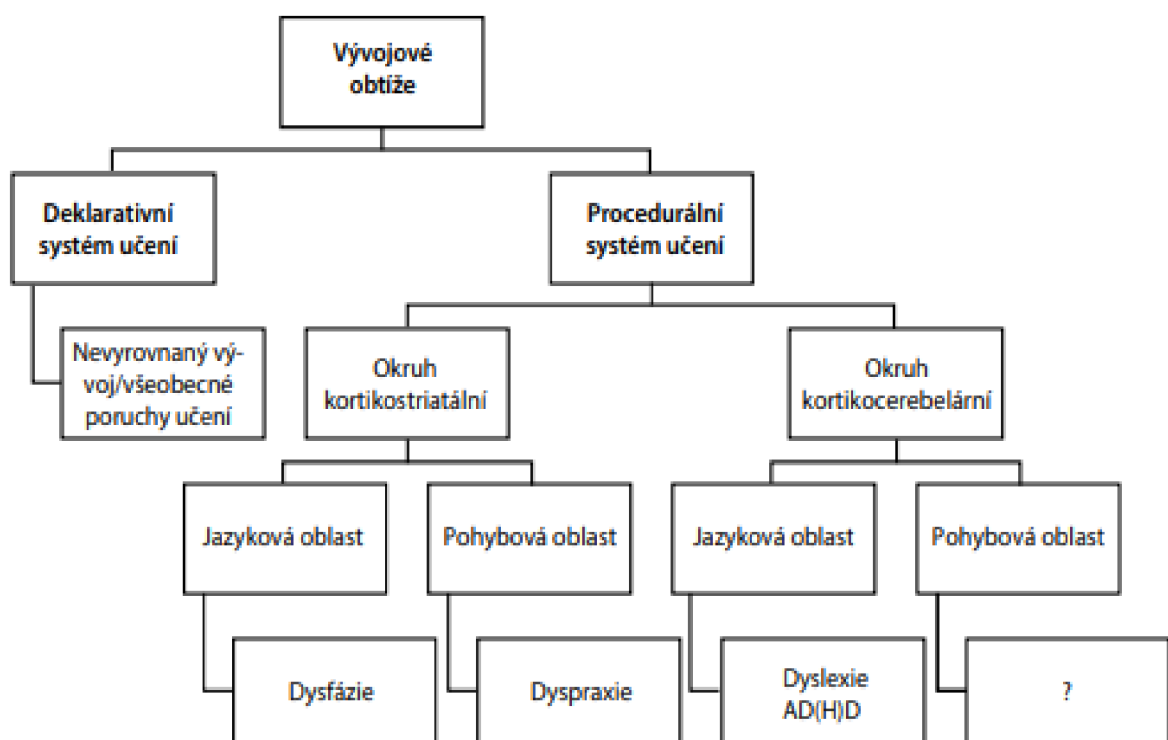 Vývojové
obtíže
Deklarativní
systém učení
Procedurální
systém učení
Nevyrovnaný vý-
voj/všeobecné
poruchy učení
Okruh
kortikostriatální
Okruh
kortikocerebelární
Jazyková oblast
Pohybová oblast
Jazyková oblast
Pohybová oblast
Dysfázie
Dyspraxie
Dyslexie
AD(H)D
?